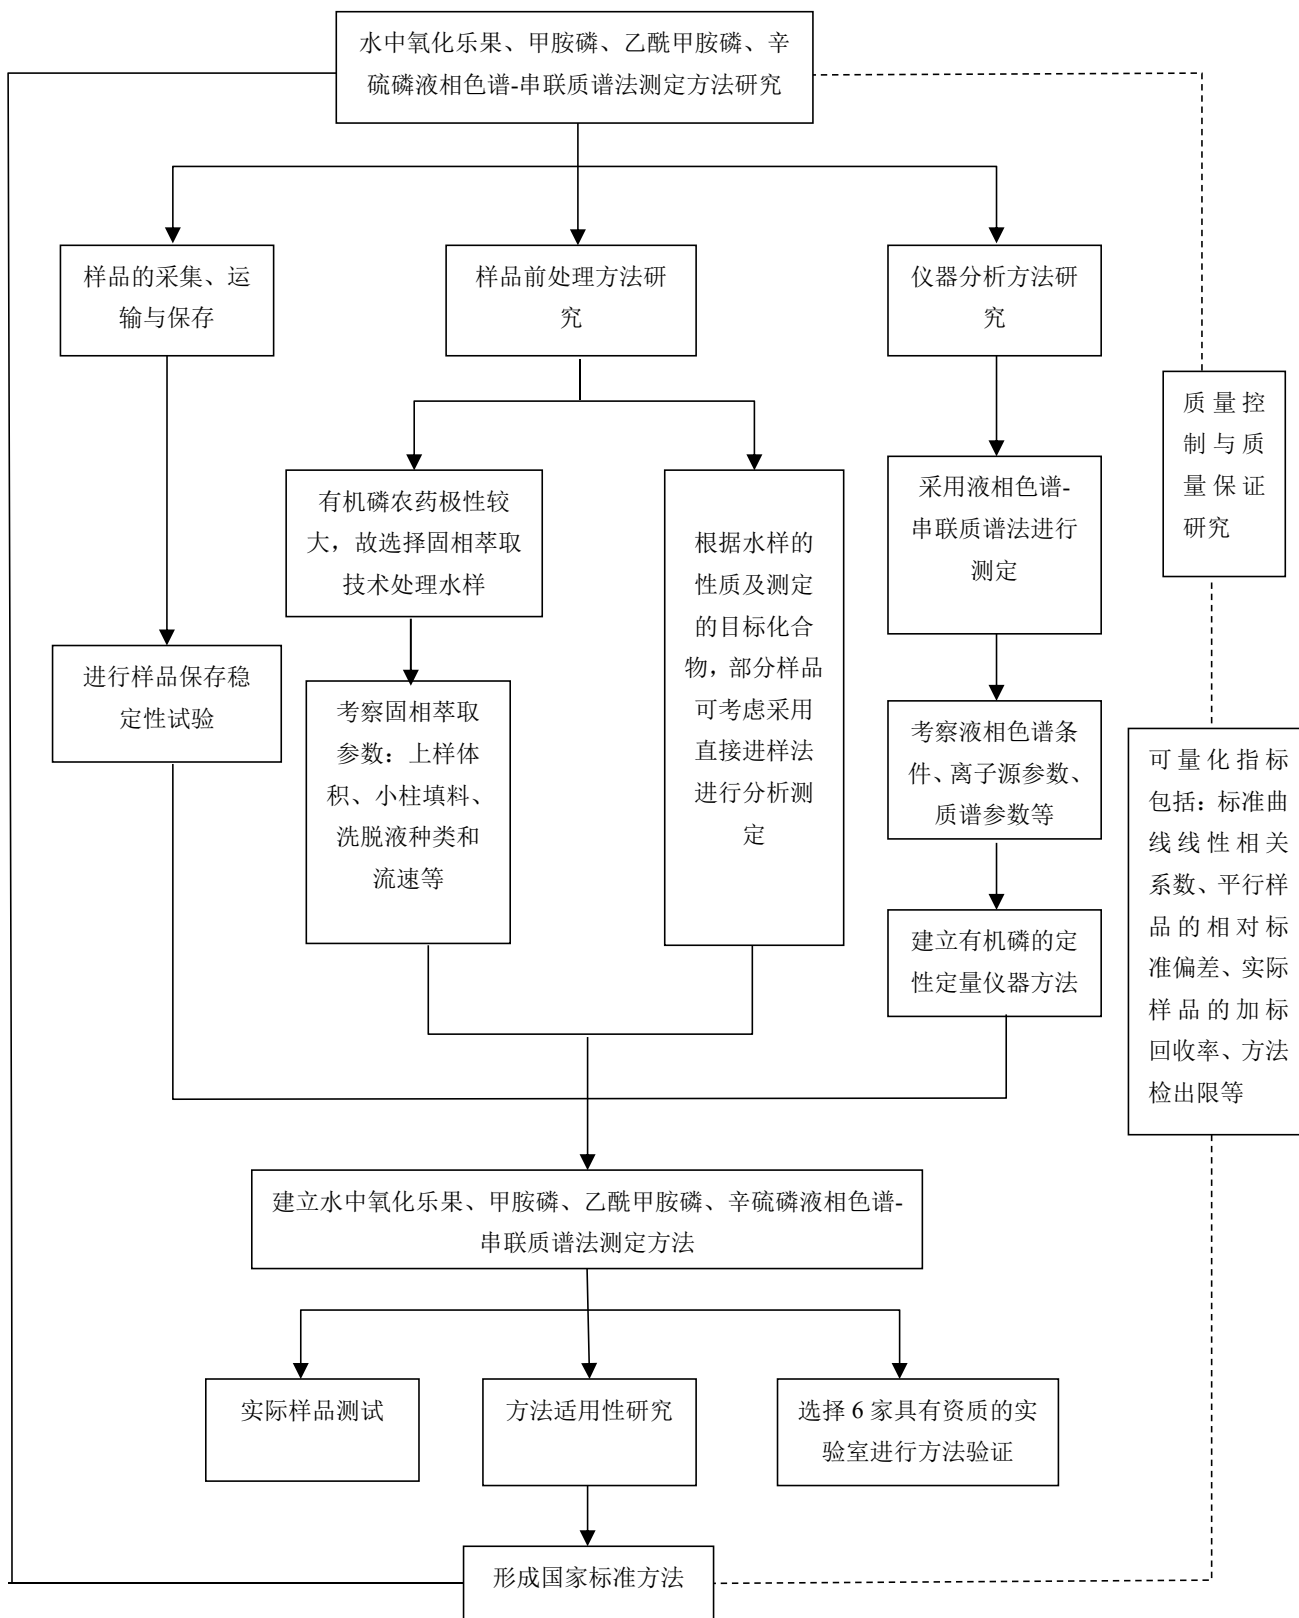 水中氧化乐果、甲胺磷、乙酰甲胺磷、辛
硫磷液相色谱-串联质谱法测定方法研究
样品的采集、运
输与保存
样品前处理方法研
究
仪器分析方法研
究
质量控
制与质
量保证
研究
有机磷农药极性较
大，故选择固相萃取
技术处理水样
根据水样的
性质及测定
的目标化合
物，部分样品
可考虑采用
直接进样法
进行分析测
定
采用液相色谱-
串联质谱法进行
测定
进行样品保存稳
定性试验
考察固相萃取
参数：上样体
积、小柱填料、
洗脱液种类和
流速等
考察液相色谱条
件、离子源参数、
质谱参数等
可量化指标
包括：标准曲
线线性相关
系数、平行样
品的相对标
准偏差、实际
样品的加标
回收率、方法
检出限等
建立有机磷的定
性定量仪器方法
建立水中氧化乐果、甲胺磷、乙酰甲胺磷、辛硫磷液相色谱-
串联质谱法测定方法
实际样品测试
方法适用性研究
选择 6 家具有资质的实
验室进行方法验证
形成国家标准方法